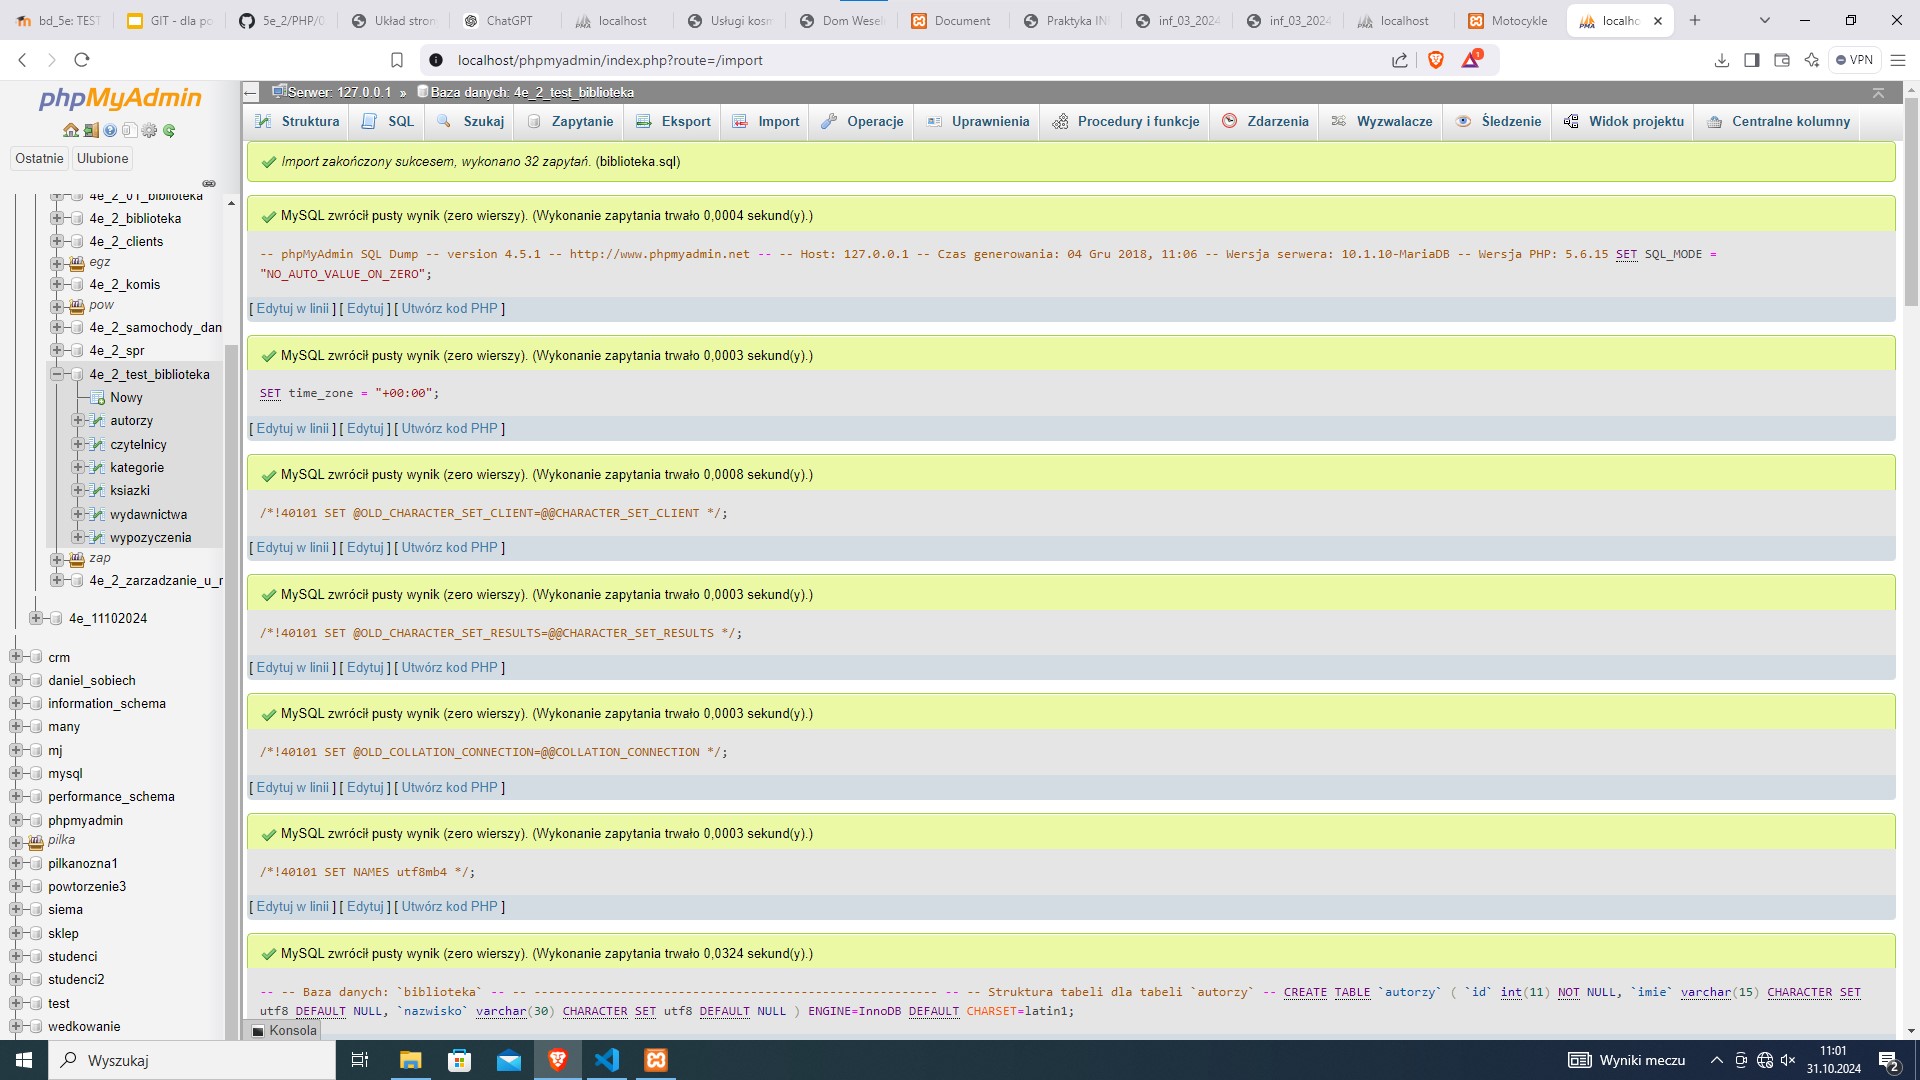 bd_5e: TEST
GIT - dla po
5e_2/PHP/0
Układ stron
ChatGPT
localhost
Usługi kosm
Dom Wesel
Document
Praktyka IN
inf_03_2024
inf_03_2024
localhost
Motocykle
localho
localhost/phpmyadmin/index.php?route=/import
1
VPN
phpMyAdmin
Ostatnie
Ulubione
4e_2_01_biblioteka
4e_2_biblioteka
4e_2_clients
egz
4e_2_komis
pow
4e_2_samochody_dan
4e_2_spr
4e_2_test_biblioteka
Nowy
autorzy
czytelnicy
kategorie
ksiazki
wydawnictwa
wypozyczenia
zap
4e_2_zarzadzanie_u_r
4e_11102024
crm
daniel_sobiech
information_schema
many
mj
mysql
performance_schema
phpmyadmin
pilka
pilkanozna1
powtorzenie3
siema
sklep
studenci
studenci2
test
wedkowanie
Serwer: 127.0.0.1 » Baza danych: 4e_2_test_biblioteka
Struktura
SQL
Szukaj
Zapytanie
Eksport
Import
Operacje
Uprawnienia
Procedury i funkcje
Zdarzenia
Wyzwalacze
Śledzenie
Widok projektu
Centralne kolumny
Import zakończony sukcesem, wykonano 32 zapytań. (biblioteka.sql)
MySQL zwrócił pusty wynik (zero wierszy). (Wykonanie zapytania trwało 0,0004 sekund(y).)
-- phpMyAdmin SQL Dump -- version 4.5.1 -- http://www.phpmyadmin.net -- -- Host: 127.0.0.1 -- Czas generowania: 04 Gru 2018, 11:06 -- Wersja serwera: 10.1.10-MariaDB -- Wersja PHP: 5.6.15 SET SQL_MODE =
"NO_AUTO_VALUE_ON_ZERO";
[ Edytuj w linii ] [ Edytuj ] [ Utwórz kod PHP ]
MySQL zwrócił pusty wynik (zero wierszy). (Wykonanie zapytania trwało 0,0003 sekund(y).)
SET time_zone = "+00:00";
[ Edytuj w linii ] [ Edytuj ] [ Utwórz kod PHP ]
MySQL zwrócił pusty wynik (zero wierszy). (Wykonanie zapytania trwało 0,0008 sekund(y).)
/*!40101 SET @OLD_CHARACTER_SET_CLIENT=@@CHARACTER_SET_CLIENT */;
[ Edytuj w linii ] [ Edytuj ] [ Utwórz kod PHP ]
MySQL zwrócił pusty wynik (zero wierszy). (Wykonanie zapytania trwało 0,0003 sekund(y).)
/*!40101 SET @OLD_CHARACTER_SET_RESULTS=@@CHARACTER_SET_RESULTS */;
[ Edytuj w linii ] [ Edytuj ] [ Utwórz kod PHP ]
MySQL zwrócił pusty wynik (zero wierszy). (Wykonanie zapytania trwało 0,0003 sekund(y).)
/*!40101 SET @OLD_COLLATION_CONNECTION=@@COLLATION_CONNECTION */;
[ Edytuj w linii ] [ Edytuj ] [ Utwórz kod PHP ]
MySQL zwrócił pusty wynik (zero wierszy). (Wykonanie zapytania trwało 0,0003 sekund(y).)
/*!40101 SET NAMES utf8mb4 */;
[ Edytuj w linii ] [ Edytuj ] [ Utwórz kod PHP ]
MySQL zwrócił pusty wynik (zero wierszy). (Wykonanie zapytania trwało 0,0324 sekund(y).)
-- -- Baza danych: `biblioteka` -- -- -------------------------------------------------------- -- -- Struktura tabeli dla tabeli `autorzy` -- CREATE TABLE `autorzy` ( `id` int(11) NOT NULL, `imie` varchar(15) CHARACTER SET
utf8 DEFAULT NULL, `nazwisko` varchar(30) CHARACTER SET utf8 DEFAULT NULL ) ENGINE=InnoDB DEFAULT CHARSET=latin1;
Konsola
Wyszukaj
Wyniki meczu
11:01
31.10.2024
2